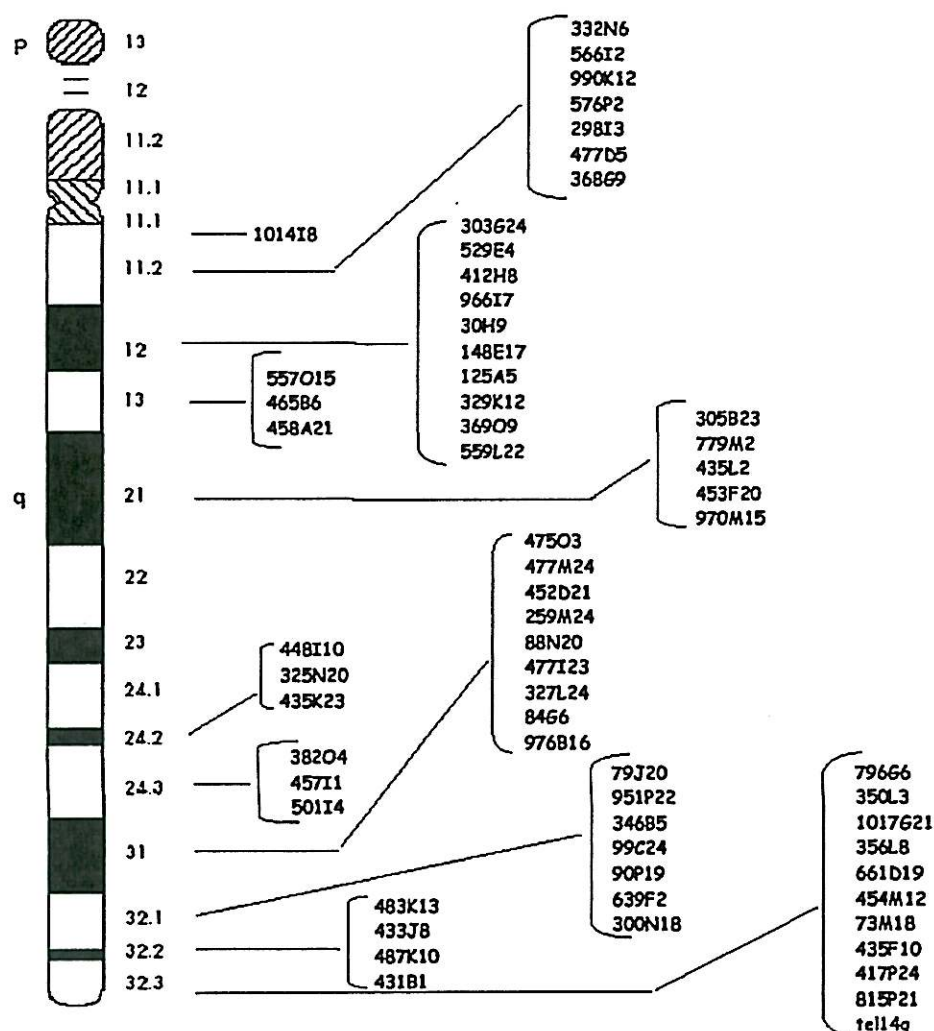 p
13
12
11.2
11.1
11.1
11.2
12
13
q
21
22
23
24.1
24.2
24.3
31
32.1
32.2
32.3
1014I8
332N6
566I2
990K12
576P2
298I3
477D5
368G9
303G24
529E4
412H8
966I7
30H9
148E17
125A5
329K12
369O9
559L22
557O15
465B6
458A21
305B23
779M2
435L2
453F20
970M15
448I10
325N20
435K23
382O4
457I1
501I4
475O3
477M24
452D21
259M24
88N20
477I23
327L24
84G6
976B16
79J20
951P22
346B5
99C24
90P19
639F2
300N18
483K13
433J8
487K10
431B1
796G6
350L3
1017G21
356L8
661D19
454M12
73M18
435F10
417P24
815P21
tel14q